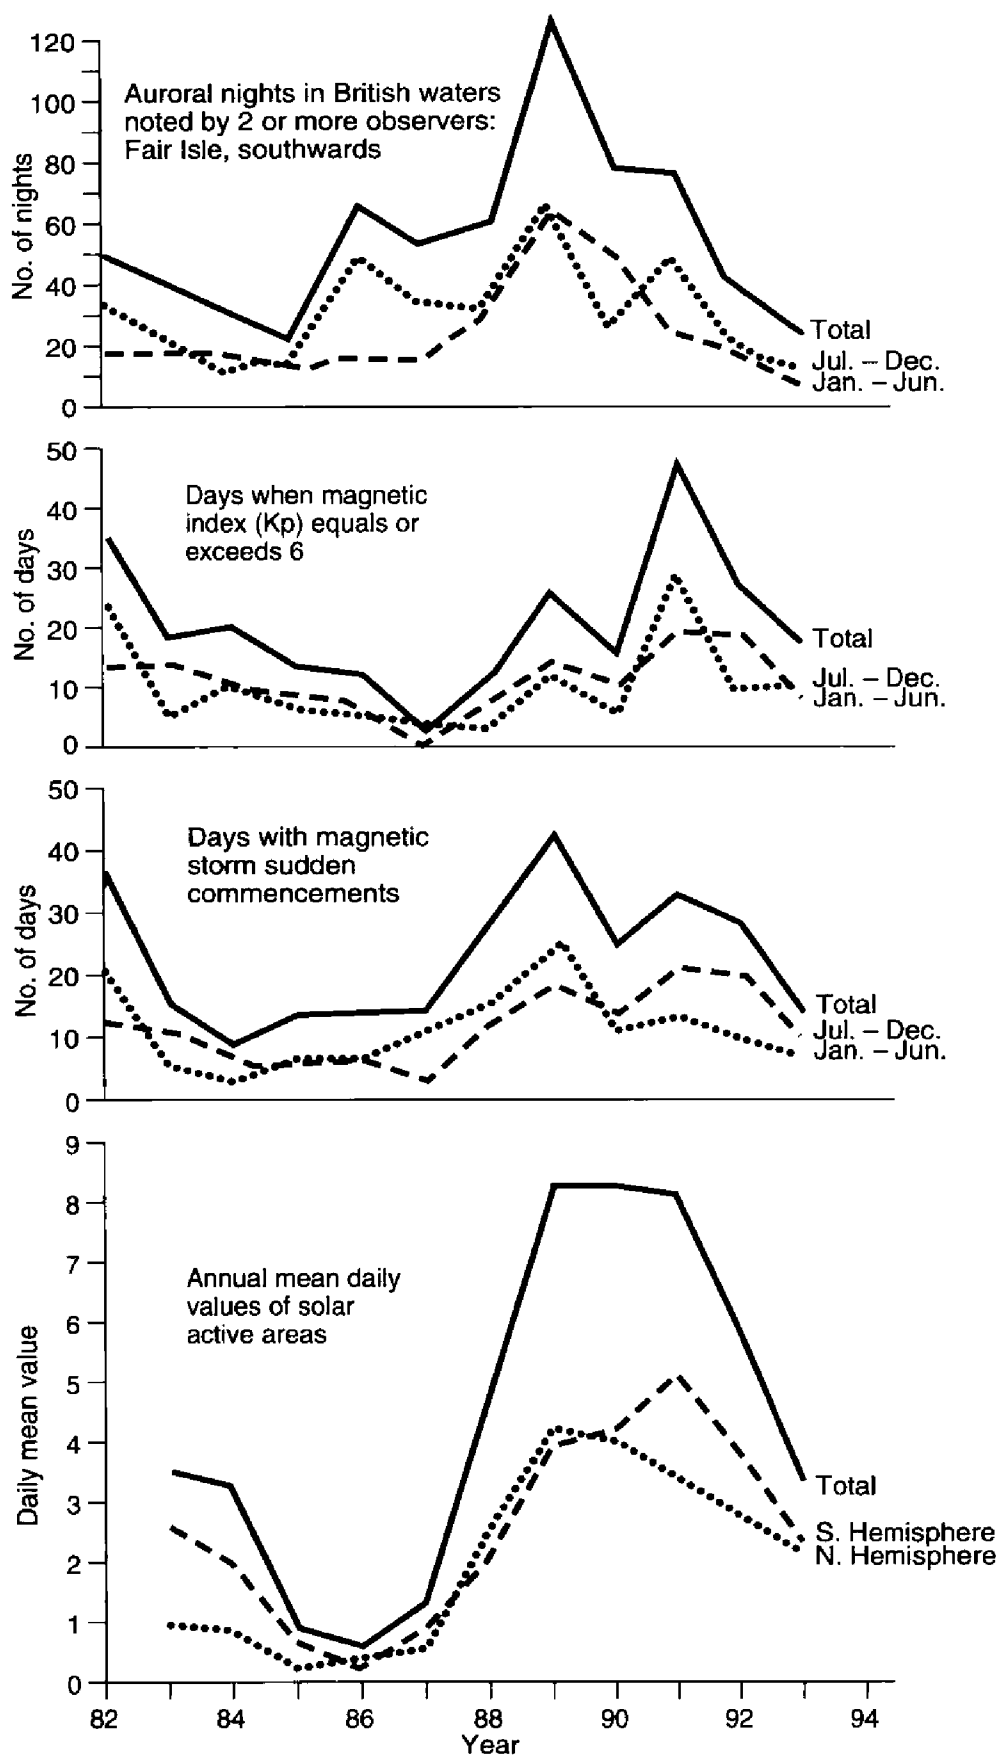 120
100
80
60
40
20
0
No. of nights
Auroral nights in British waters
noted by 2 or more observers:
Fair Isle, southwards
Total
Jul. – Dec.
Jan. – Jun.
50
40
30
20
10
0
No. of days
Days when magnetic
index (Kp) equals or
exceeds 6
Total
Jul. – Dec.
Jan. – Jun.
50
40
30
20
10
0
No. of days
Days with magnetic
storm sudden
commencements
Total
Jul. – Dec.
Jan. – Jun.
9
8
7
6
5
4
3
2
1
0
Daily mean value
Annual mean daily
values of solar
active areas
Total
S. Hemisphere
N. Hemisphere
82 84 86 88 90 92 94
Year